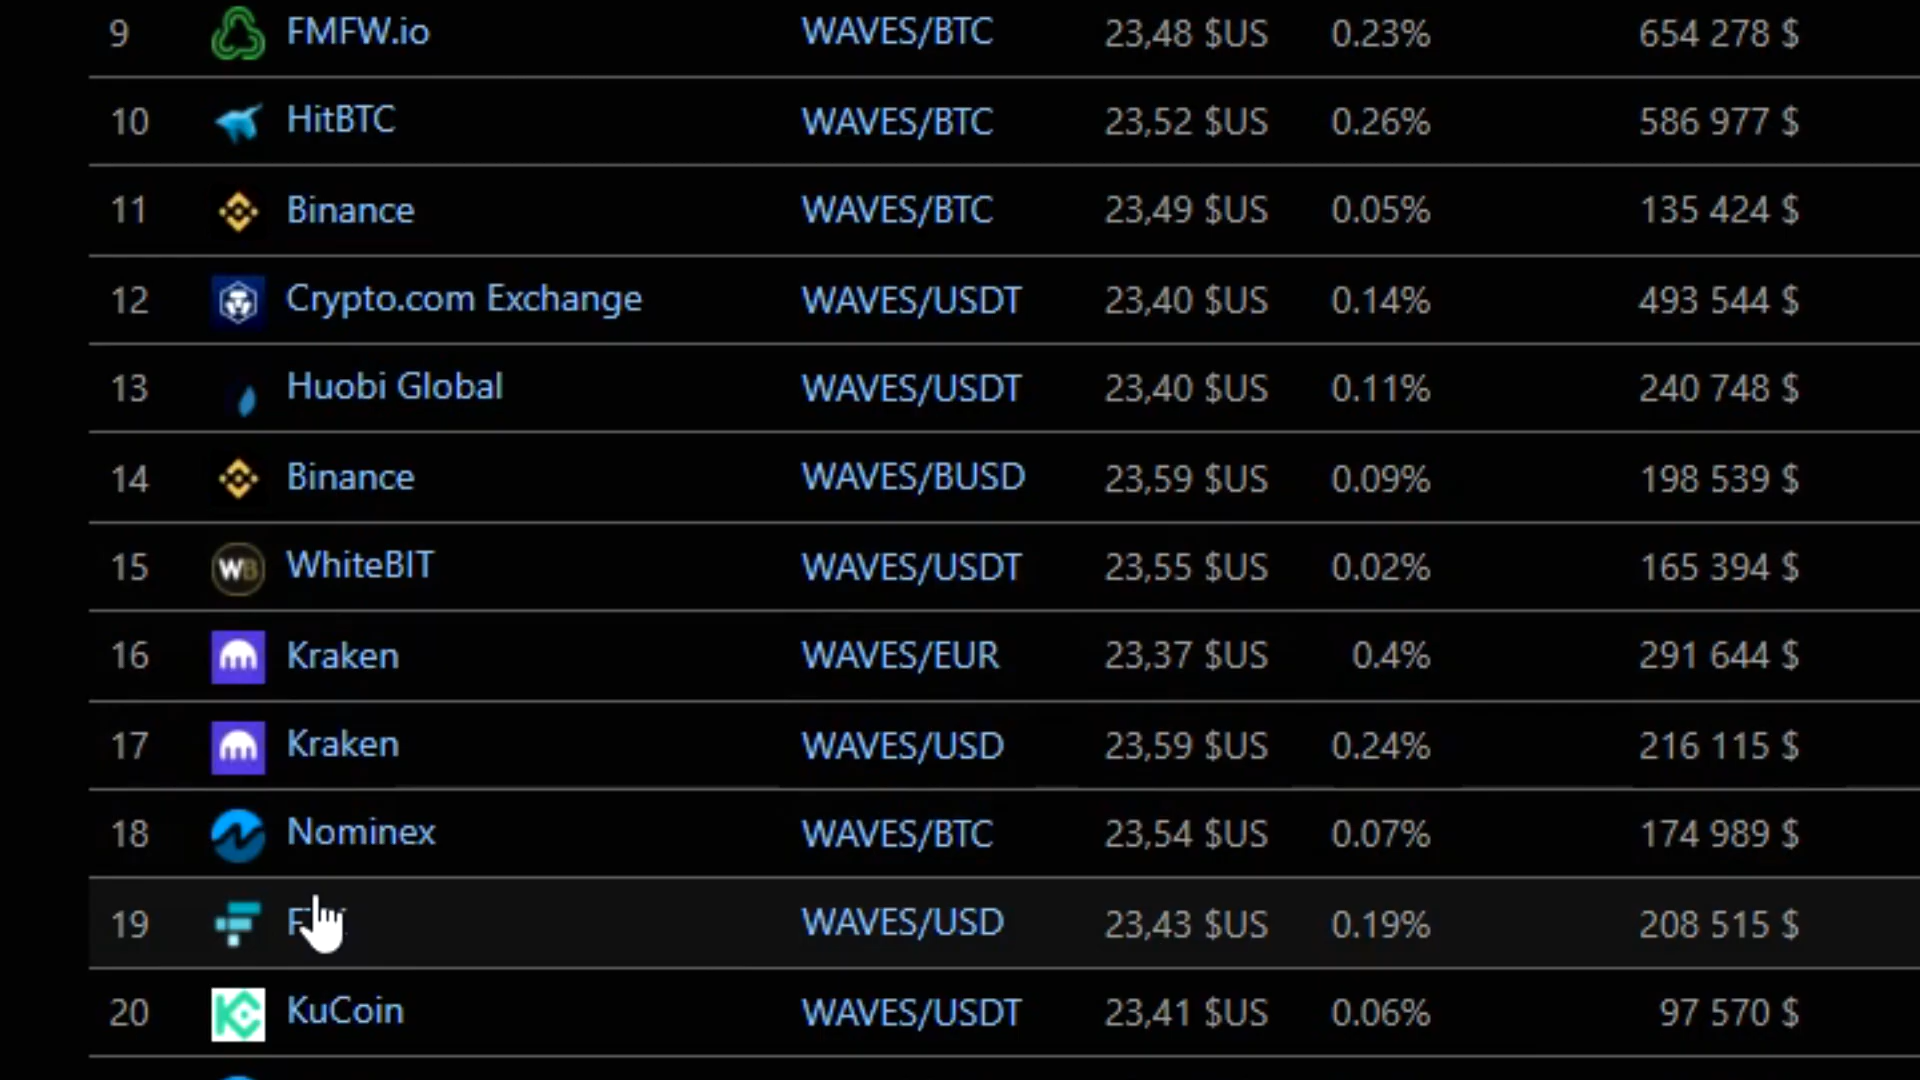 9 FMFW.io WAVES/BTC 23,48 $US 0.23% 654 278 $
10 HitBTC WAVES/BTC 23,52 $US 0.26% 586 977 $
11 Binance WAVES/BTC 23,49 $US 0.05% 135 424 $
12 Crypto.com Exchange WAVES/USDT 23,40 $US 0.14% 493 544 $
13 Huobi Global WAVES/USDT 23,40 $US 0.11% 240 748 $
14 Binance WAVES/BUSD 23,59 $US 0.09% 198 539 $
15 WB WhiteBIT WAVES/USDT 23,55 $US 0.02% 165 394 $
16 Kraken WAVES/EUR 23,37 $US 0.4% 291 644 $
17 Kraken WAVES/USD 23,59 $US 0.24% 216 115 $
18 Nominex WAVES/BTC 23,54 $US 0.07% 174 989 $
19 WAVES/USD 23,43 $US 0.19% 208 515 $
20 KuCoin WAVES/USDT 23,41 $US 0.06% 97 570 $